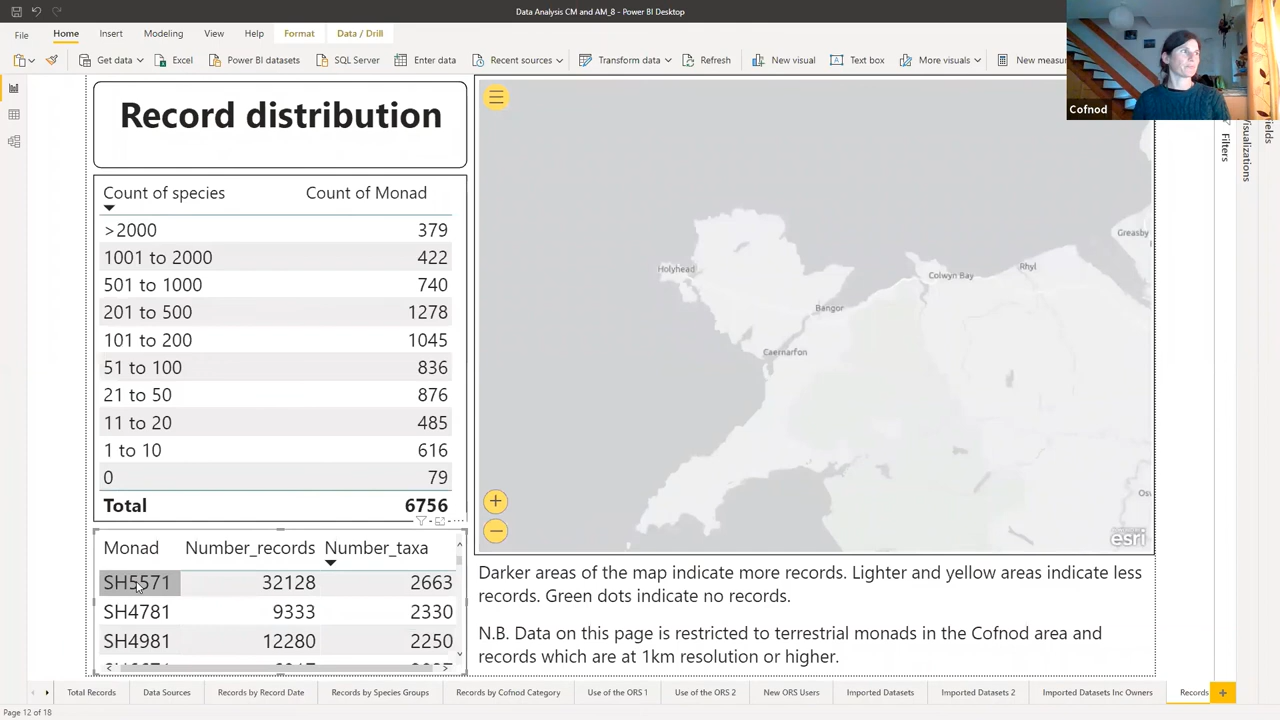 Data Analysis CM and AM_8 - Power BI Desktop
File Home Insert Modeling View Help Format Data / Drill
Get data Excel Power BI datasets SQL Server Enter data Recent sources Transform data Refresh New visual Text box More visuals New measu
Cofnod
Record distribution
Count of species Count of Monad
>2000 379
1001 to 2000 422
501 to 1000 740
201 to 500 1278
101 to 200 1045
51 to 100 836
21 to 50 876
11 to 20 485
1 to 10 616
0 79
Total 6756
Monad Number_records Number_taxa
SH5571 32128 2663
SH4781 9333 2330
SH4981 12280 2250
Greasby
Holyhead
Colwyn Bay
Rhyl
Bangor
Caernarfon
Os
esri
Darker areas of the map indicate more records. Lighter and yellow areas indicate less
records. Green dots indicate no records.
N.B. Data on this page is restricted to terrestrial monads in the Cofnod area and
records which are at 1km resolution or higher.
Filters
Visualizations
Fields
Total Records Data Sources Records by Record Date Records by Species Groups Records by Cofnod Category Use of the ORS 1 Use of the ORS 2 New ORS Users Imported Datasets Imported Datasets 2 Imported Datasets Inc Owners Records
Page 12 of 18